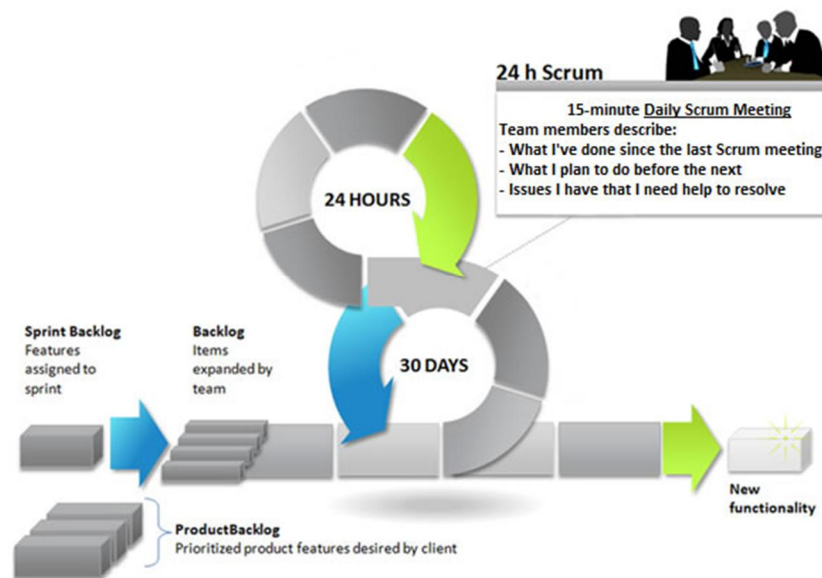 24 h Scrum
15-minute Daily Scrum Meeting
Team members describe:
- What I've done since the last Scrum meeting
- What I plan to do before the next
- Issues I have that I need help to resolve
24 HOURS
30 DAYS
Sprint Backlog
Features
assigned to
sprint
Backlog
Items
expanded by
team
New
functionality
ProductBacklog
Prioritized product features desired by client